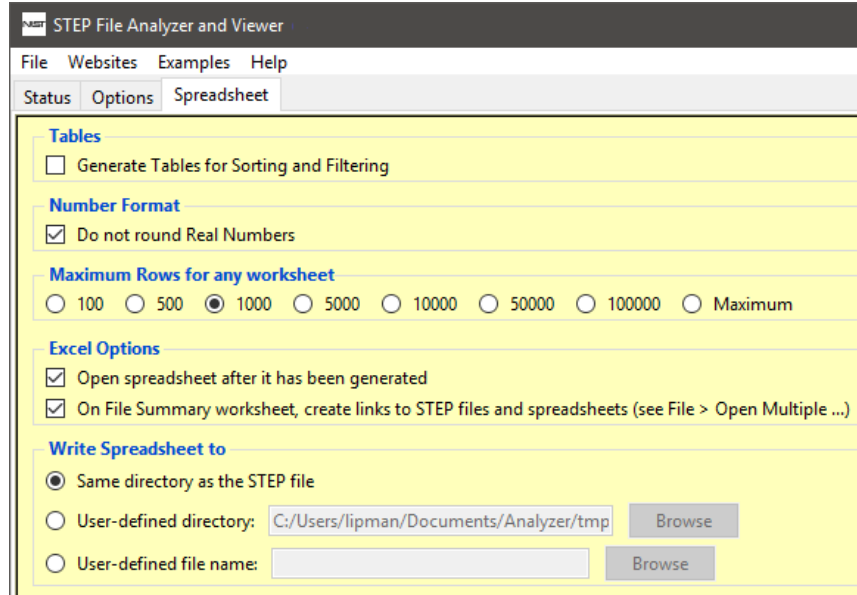 NIST STEP File Analyzer and Viewer
File Websites Examples Help
Status Options Spreadsheet
Tables
Generate Tables for Sorting and Filtering
Number Format
Do not round Real Numbers
Maximum Rows for any worksheet
100 500 1000 5000 10000 50000 100000 Maximum
Excel Options
Open spreadsheet after it has been generated
On File Summary worksheet, create links to STEP files and spreadsheets (see File > Open Multiple ...)
Write Spreadsheet to
Same directory as the STEP file
User-defined directory: C:/Users/lipman/Documents/Analyzer/tmp Browse
User-defined file name: Browse